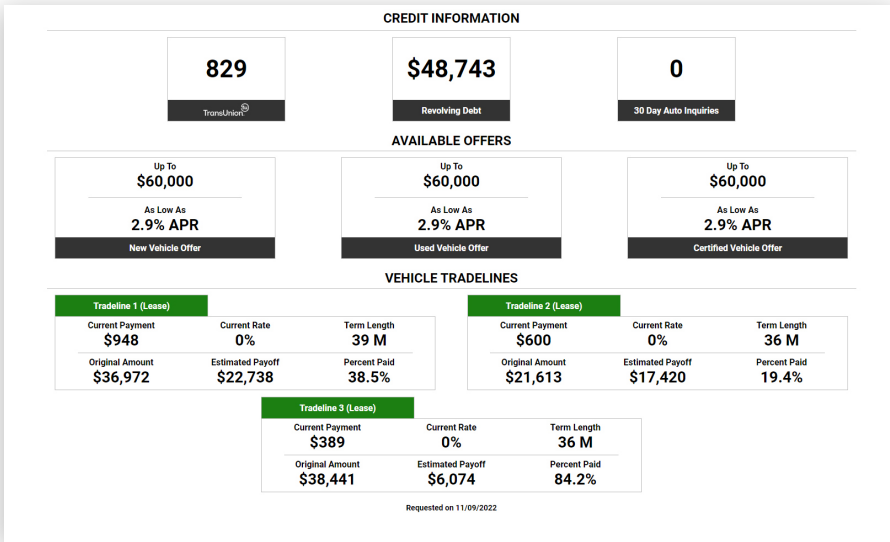 CREDIT INFORMATION
829
$48,743
0
TransUnion
Revolving Debt
30 Day Auto Inquiries
AVAILABLE OFFERS
Up To
Up To
Up To
$60,000
$60,000
$60,000
As Low As
As Low As
As Low As
2.9% APR
2.9% APR
2.9% APR
New Vehicle Offer
Used Vehicle Offer
Certified Vehicle Offer
VEHICLE TRADELINES
Tradeline 1 (Lease)
Current Payment Current Rate Term Length
$948 0% 39 M
Original Amount Estimated Payoff Percent Paid
$36,972 $22,738 38.5%
Tradeline 2 (Lease)
Current Payment Current Rate Term Length
$600 0% 36 M
Original Amount Estimated Payoff Percent Paid
$21,613 $17,420 19.4%
Tradeline 3 (Lease)
Current Payment Current Rate Term Length
$389 0% 36 M
Original Amount Estimated Payoff Percent Paid
$38,441 $6,074 84.2%
Requested on 11/09/2022